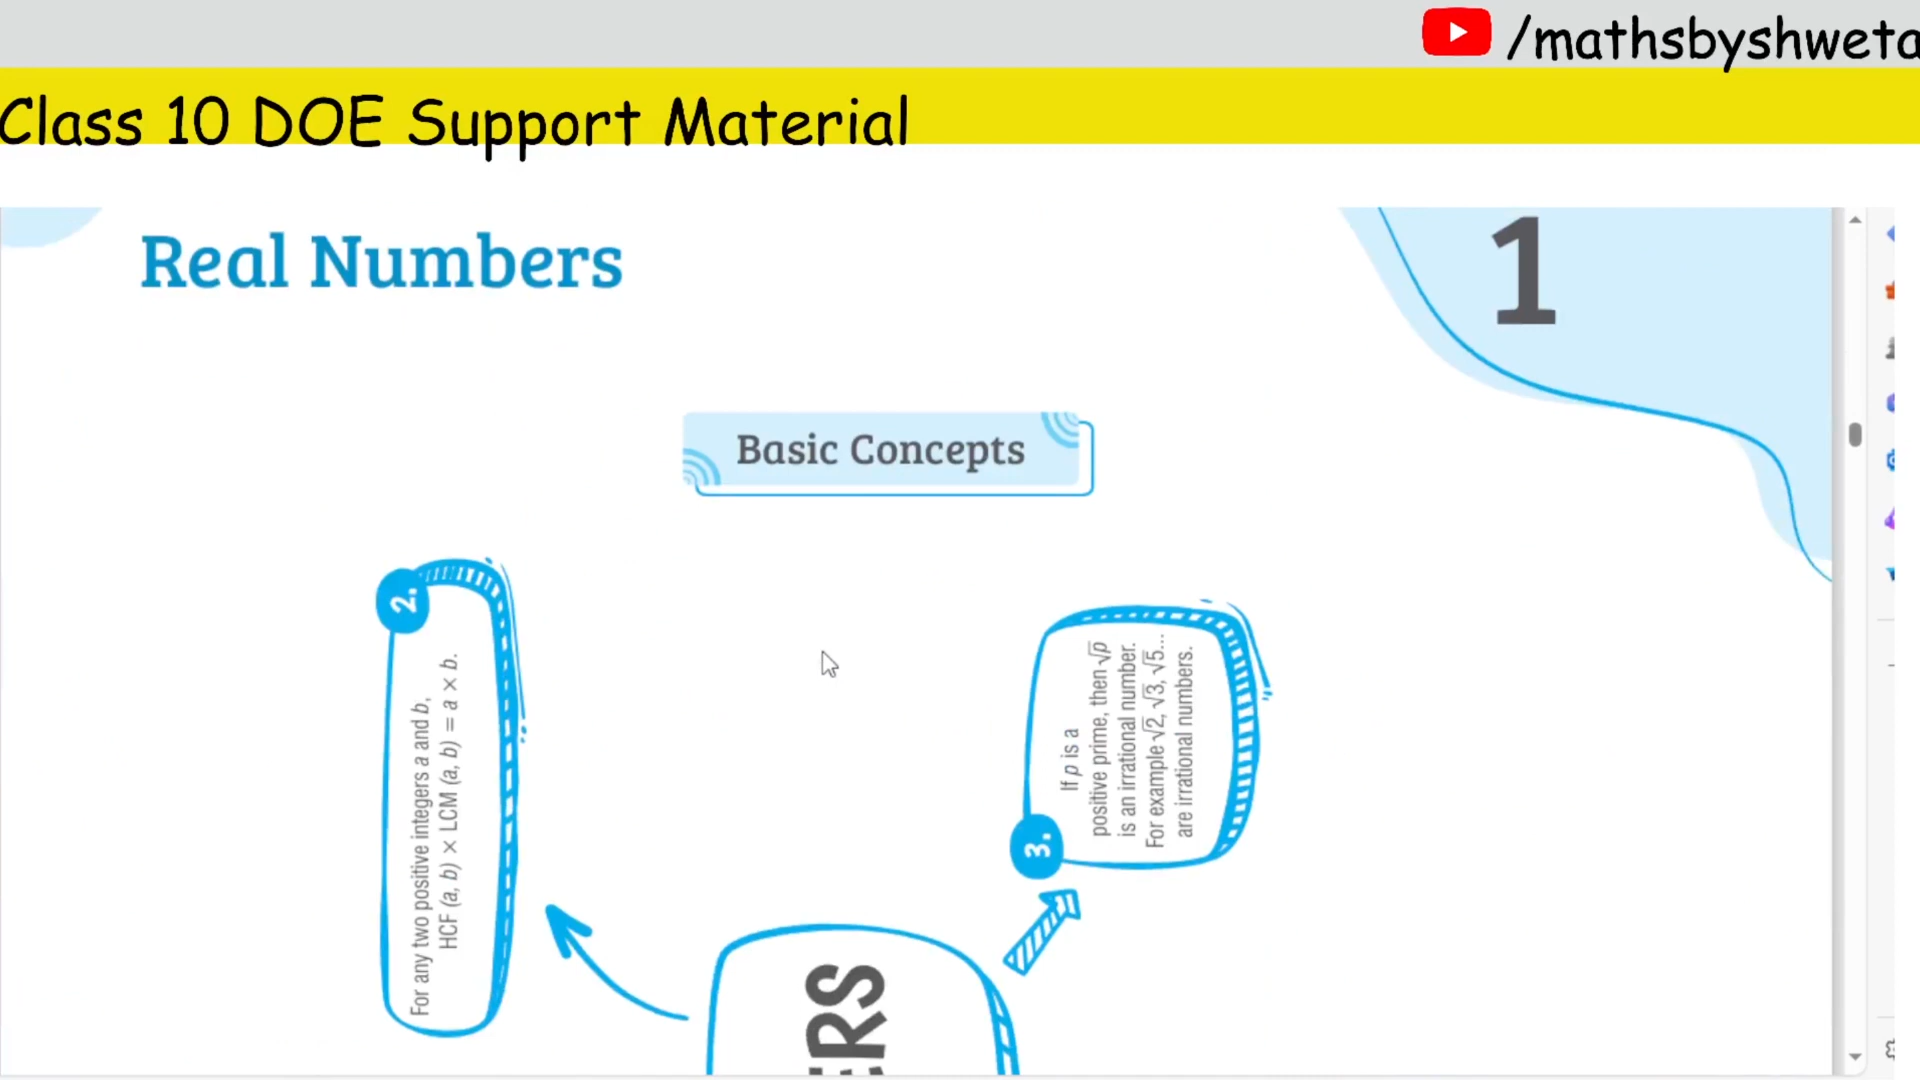 /mathsbyshweta
Class 10 DOE Support Material
Real Numbers
1
Basic Concepts
2.
For any two positive integers a and b,
HCF (a, b) × LCM (a, b) = a × b.
3.
If p is a
positive prime, then √p
is an irrational number.
For example √2, √3, √5...
are irrational numbers.
ERS